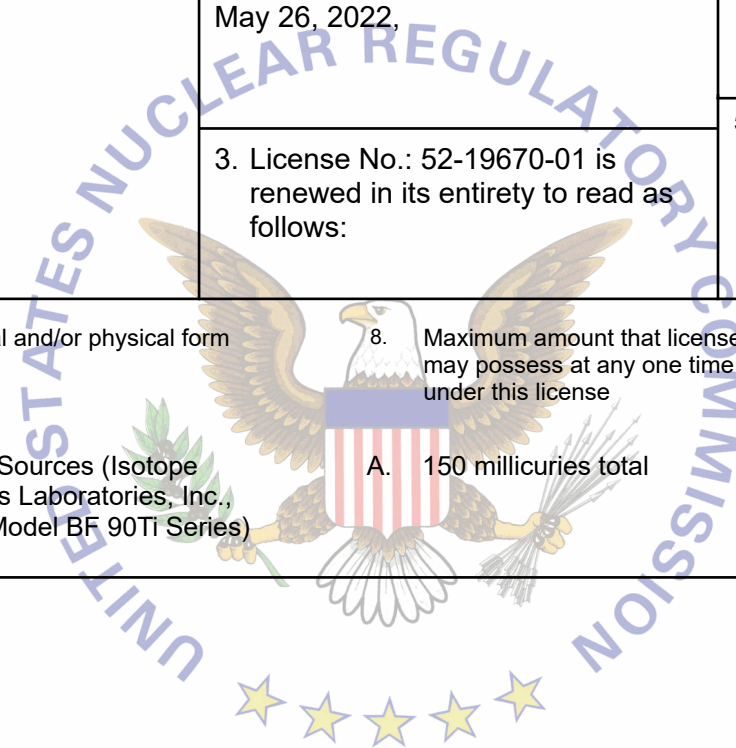 May 26, 2022,
3. License No.: 52-19670-01 is
renewed in its entirety to read as
follows:
and/or physical form
8. Maximum amount that license
may possess at any one time
under this license
Sources (Isotope
Laboratories, Inc.,
Model BF 90Ti Series)
A. 150 millicuries total
UNITED STATES NUCLEAR REGULATORY COMMISSION